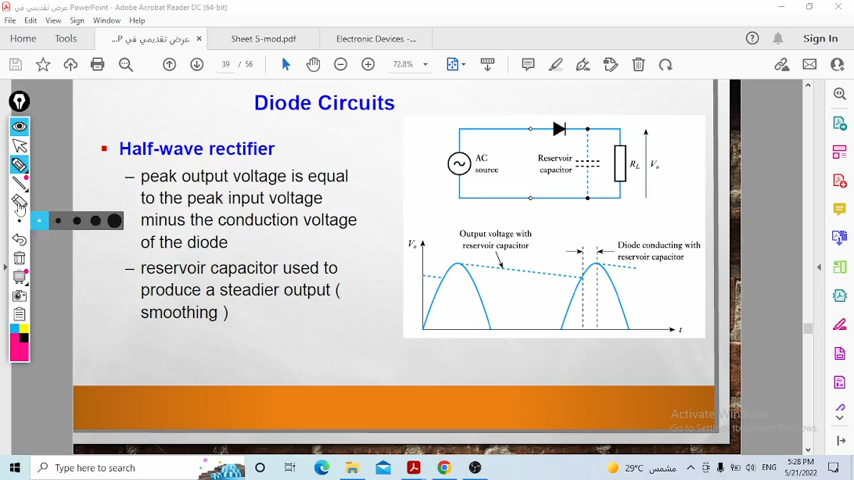 عرض تقديمي في PowerPoint - Adobe Acrobat Reader DC (64-bit)
File Edit View Sign Window Help
Home Tools عرض تقديمي في P... × Sheet 5-mod.pdf Electronic Devices -... Sign In
39 / 56 72.8%
Diode Circuits
Half-wave rectifier
– peak output voltage is equal
to the peak input voltage
minus the conduction voltage
of the diode
– reservoir capacitor used to
produce a steadier output (
smoothing )
AC
source
Reservoir
capacitor
RL
Vo
Output voltage with
reservoir capacitor
Diode conducting with
reservoir capacitor
Vo
t
Activate Windows
Go to Settings to activate Windows.
Type here to search
29°C مشمس
ENG
5:28 PM
5/21/2022